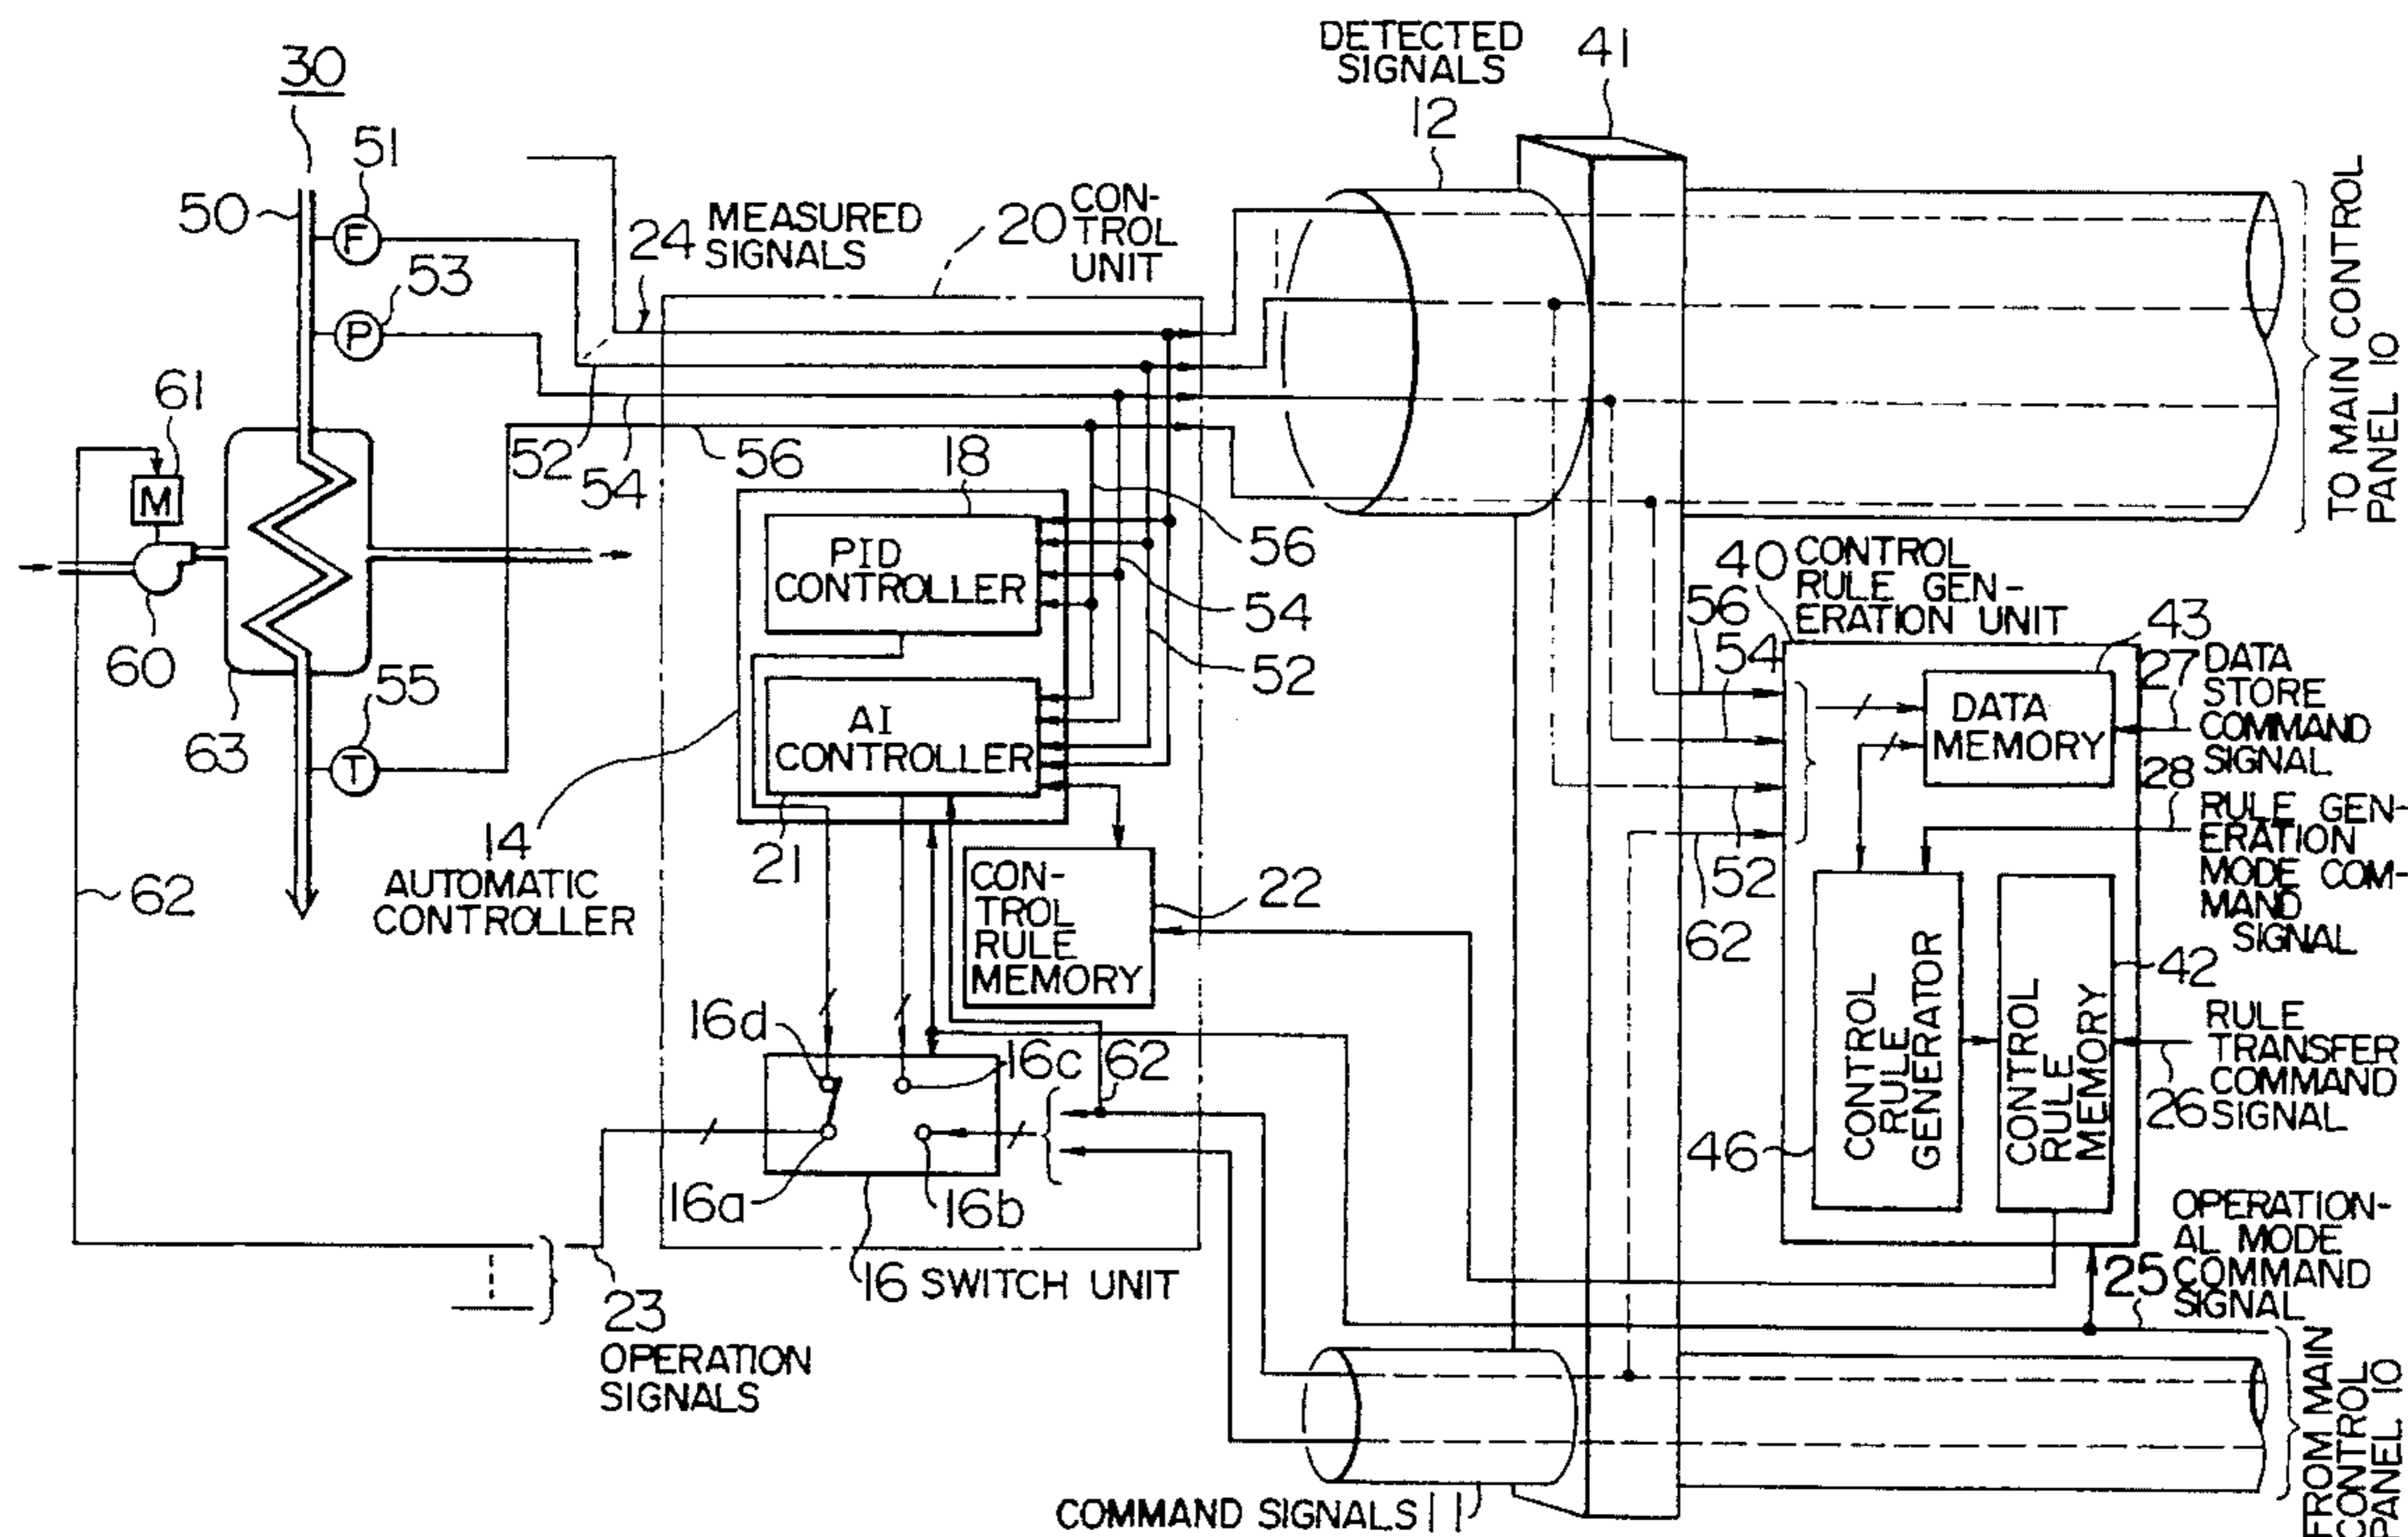 30
51
50
F
53
P
61
M
60
63
55
T
62
52
54
56
24 MEASURED
SIGNALS
20 CON-
TROL
UNIT
DETECTED
SIGNALS
12
41
TO MAIN CONTROL
PANEL 10
18
PID
CONTROLLER
AI
CONTROLLER
56
54
52
14
AUTOMATIC
CONTROLLER
21
CON-
TROL
RULE
MEMORY
22
16d
16c
62
16a
16b
16 SWITCH UNIT
23
OPERATION
SIGNALS
40 CONTROL
RULE GEN-
ERATION UNIT
56
54
52
62
43
DATA
MEMORY
27 DATA
STORE
COMMAND
SIGNAL
28
RULE GEN-
ERATION
MODE COM-
MAND
SIGNAL
CONTROL
RULE
GENERATOR
46
CONTROL
RULE
MEMORY
42
RULE
TRANSFER
COMMAND
26 SIGNAL
OPERATION-
AL MODE
25 COMMAND
SIGNAL
FROM MAIN
CONTROL
PANEL 10
COMMAND SIGNALS 11